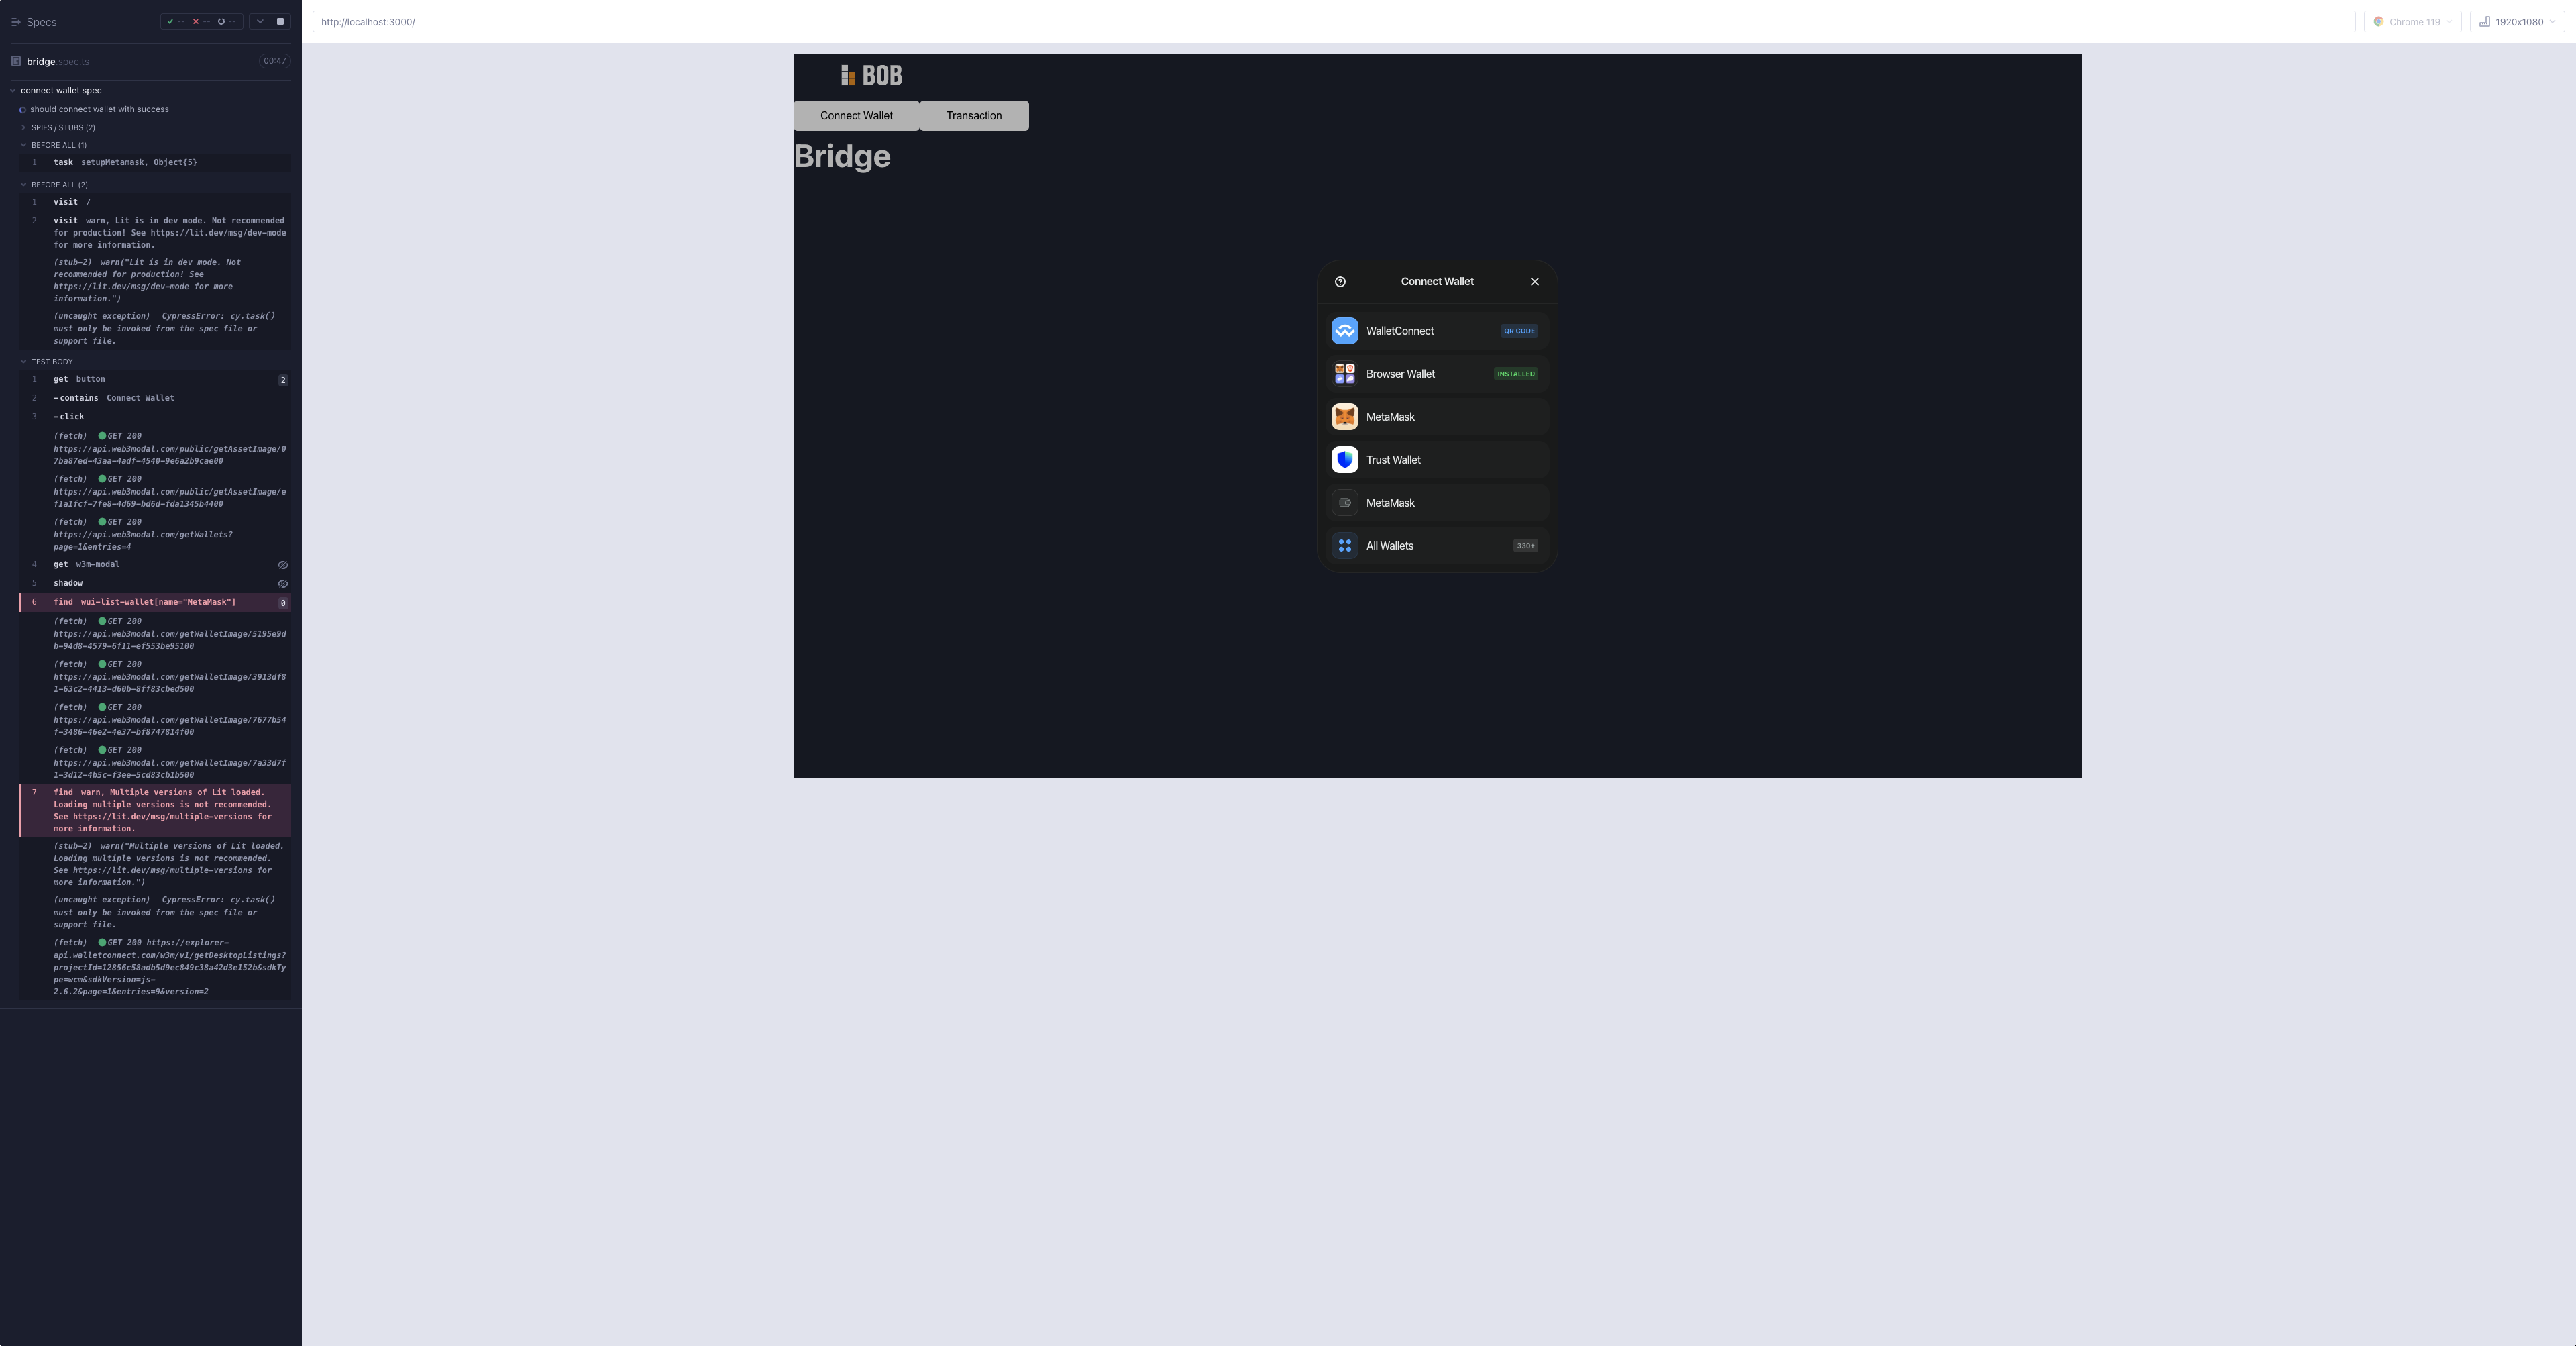 Specs
-- -- --
bridge.spec.ts 00:47
connect wallet spec
should connect wallet with success
SPIES / STUBS (2)
BEFORE ALL (1)
1 task setupMetamask, Object{5}
BEFORE ALL (2)
1 visit /
2 visit warn, Lit is in dev mode. Not recommended
for production! See https://lit.dev/msg/dev-mode
for more information.
(stub-2) warn("Lit is in dev mode. Not
recommended for production! See
https://lit.dev/msg/dev-mode for more
information.")
(uncaught exception) CypressError: cy.task()
must only be invoked from the spec file or
support file.
TEST BODY
1 get button 2
2 -contains Connect Wallet
3 -click
(fetch) GET 200
https://api.web3modal.com/public/getAssetImage/0
7ba87ed-43aa-4adf-4540-9e6a2b9cae00
(fetch) GET 200
https://api.web3modal.com/public/getAssetImage/e
f1a1fcf-7fe8-4d69-bd6d-fda1345b4400
(fetch) GET 200
https://api.web3modal.com/getWallets?
page=1&entries=4
4 get w3m-modal
5 shadow
6 find wui-list-wallet[name="MetaMask"] 0
(fetch) GET 200
https://api.web3modal.com/getWalletImage/5195e9d
b-94d8-4579-6f11-ef553be95100
(fetch) GET 200
https://api.web3modal.com/getWalletImage/3913df8
1-63c2-4413-d60b-8ff83cbed500
(fetch) GET 200
https://api.web3modal.com/getWalletImage/7677b54
f-3486-46e2-4e37-bf8747814f00
(fetch) GET 200
https://api.web3modal.com/getWalletImage/7a33d7f
1-3d12-4b5c-f3ee-5cd83cb1b500
7 find warn, Multiple versions of Lit loaded.
Loading multiple versions is not recommended.
See https://lit.dev/msg/multiple-versions for
more information.
(stub-2) warn("Multiple versions of Lit loaded.
Loading multiple versions is not recommended.
See https://lit.dev/msg/multiple-versions for
more information.")
(uncaught exception) CypressError: cy.task()
must only be invoked from the spec file or
support file.
(fetch) GET 200 https://explorer-
api.walletconnect.com/w3m/v1/getDesktopListings?
projectId=12856c58adb5d9ec849c38a42d3e152b&sdkTy
pe=wcm&sdkVersion=js-
2.6.2&page=1&entries=9&version=2
http://localhost:3000/
Chrome 119
1920x1080
BOB
Connect Wallet
Transaction
Bridge
Connect Wallet
WalletConnect QR CODE
Browser Wallet INSTALLED
MetaMask
Trust Wallet
MetaMask
All Wallets 330+